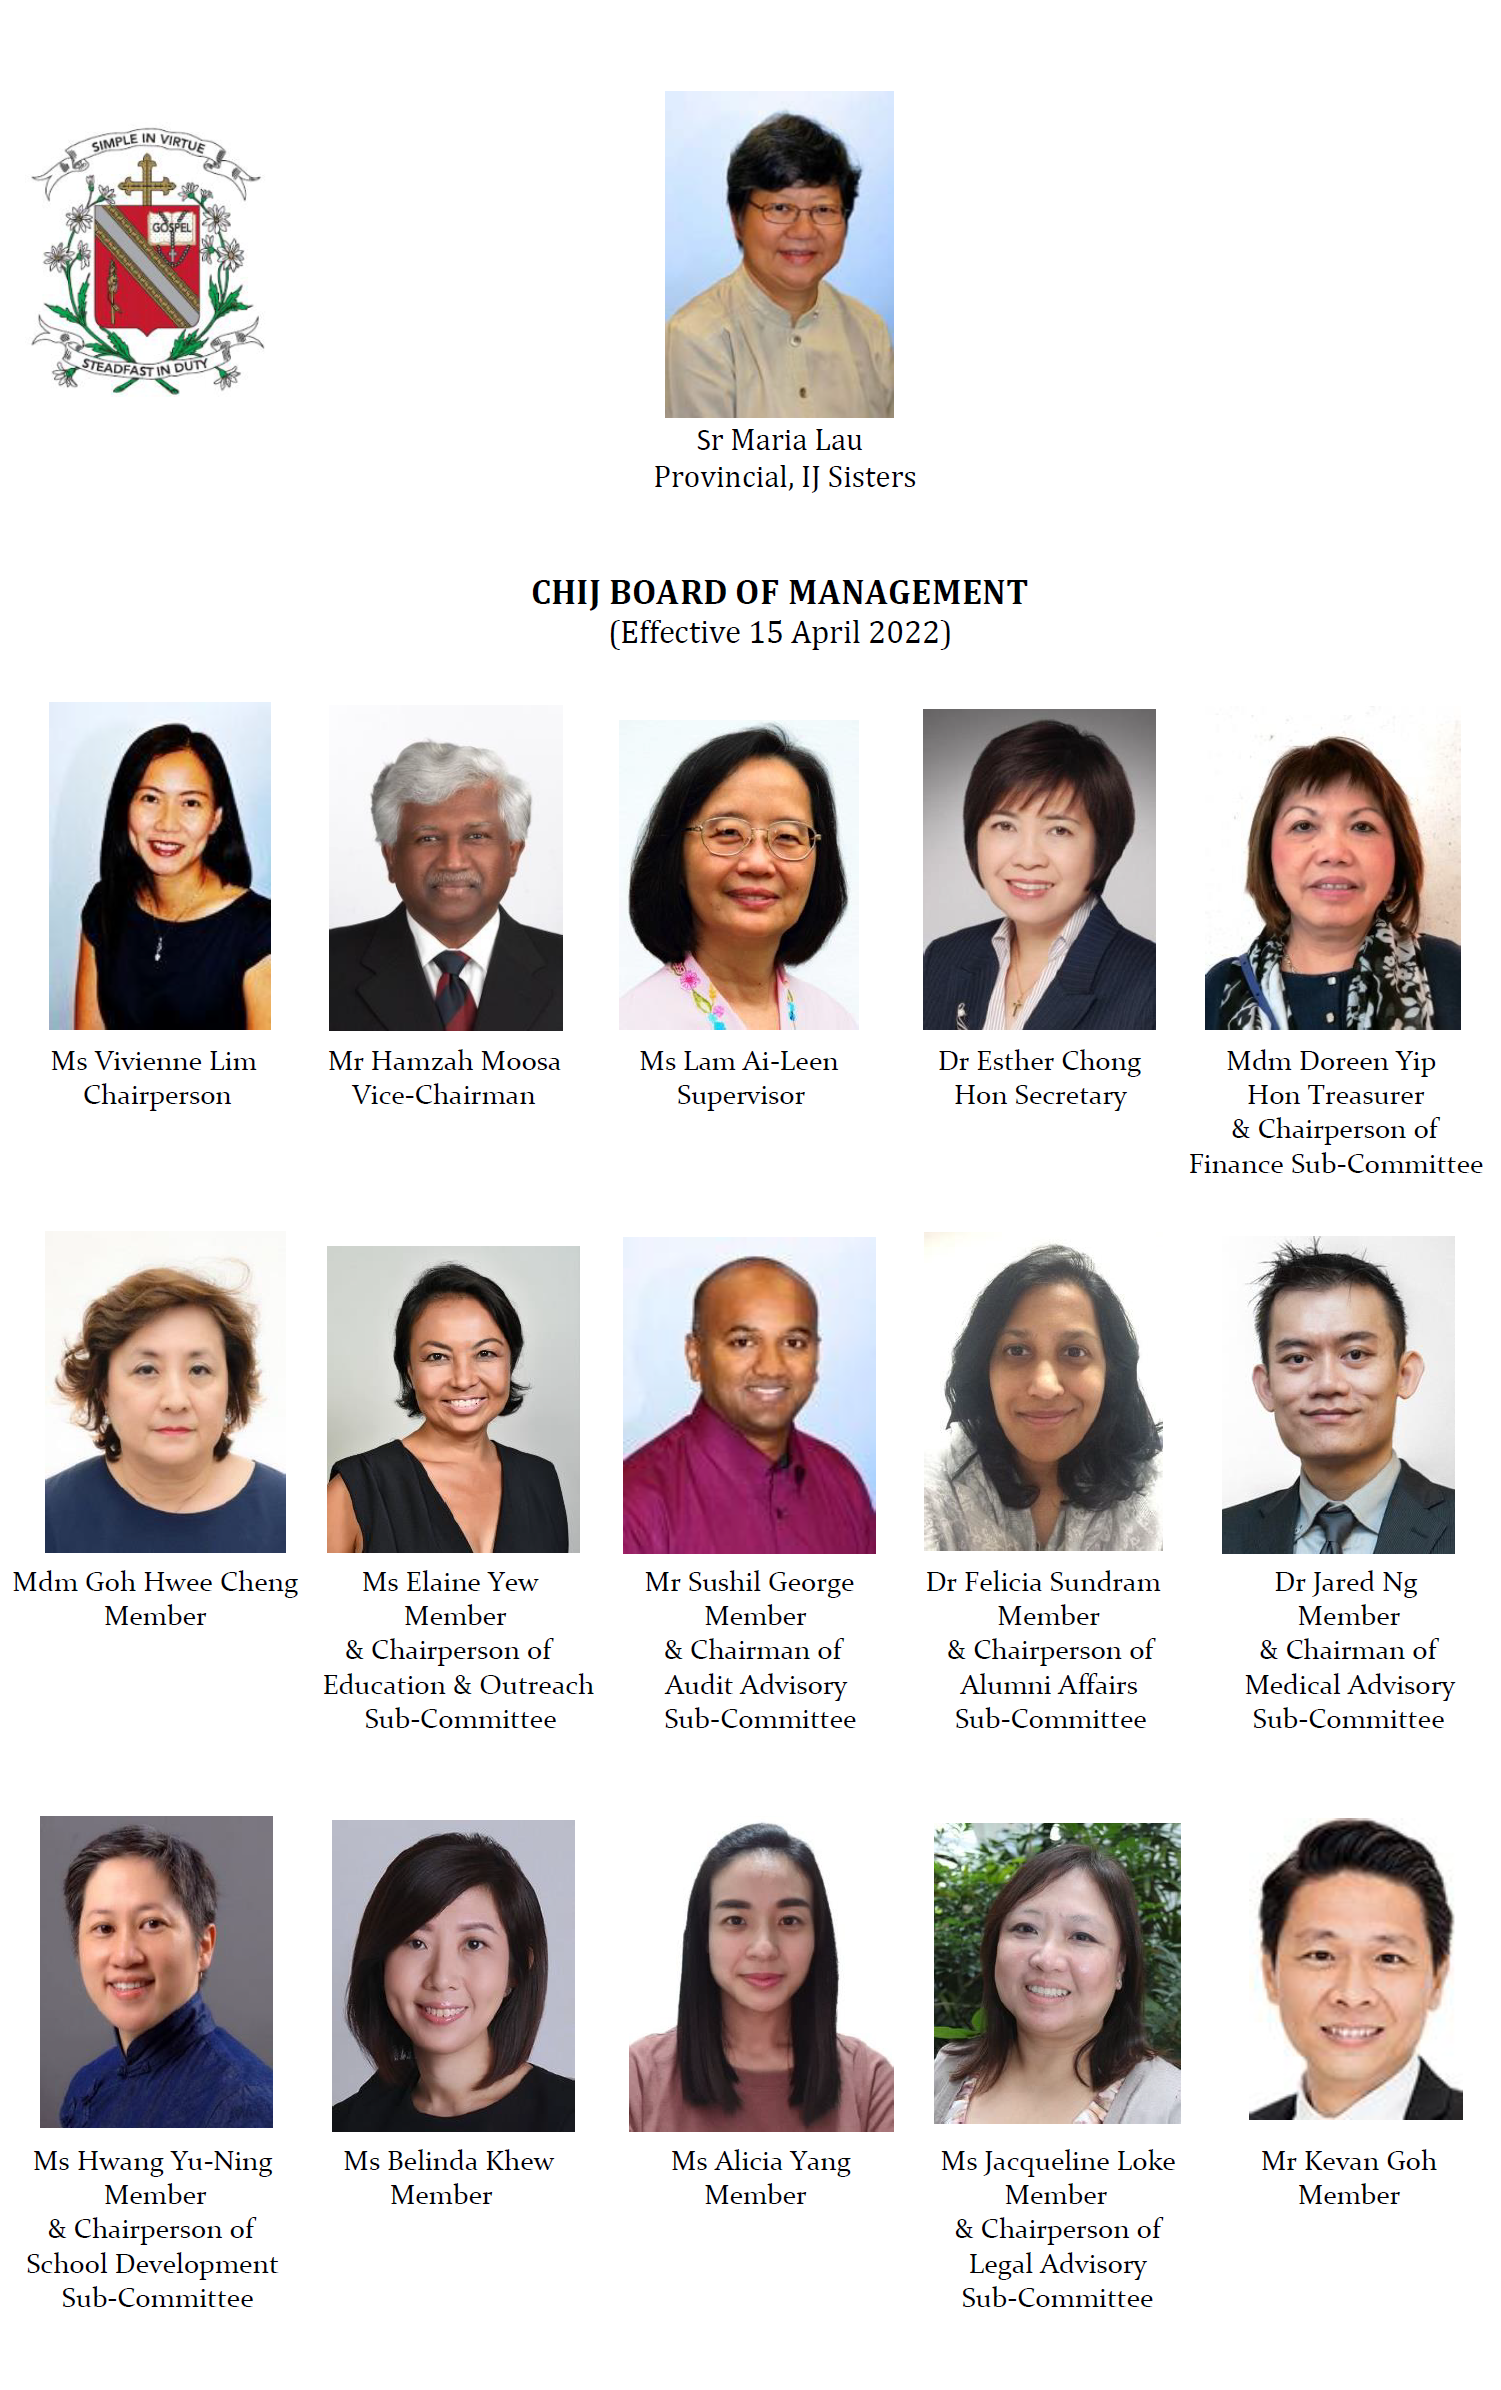 SIMPLE IN VIRTUE
GOSPEL
STEADFAST IN DUTY
Sr Maria Lau
Provincial, IJ Sisters
CHIJ BOARD OF MANAGEMENT
(Effective 15 April 2022)
Ms Vivienne Lim
Chairperson
Mr Hamzah Moosa
Vice-Chairman
Ms Lam Ai-Leen
Supervisor
Dr Esther Chong
Hon Secretary
Mdm Doreen Yip
Hon Treasurer
& Chairperson of
Finance Sub-Committee
Mdm Goh Hwee Cheng
Member
Ms Elaine Yew
Member
& Chairperson of
Education & Outreach
Sub-Committee
Mr Sushil George
Member
& Chairman of
Audit Advisory
Sub-Committee
Dr Felicia Sundram
Member
& Chairperson of
Alumni Affairs
Sub-Committee
Dr Jared Ng
Member
& Chairman of
Medical Advisory
Sub-Committee
Ms Hwang Yu-Ning
Member
& Chairperson of
School Development
Sub-Committee
Ms Belinda Khew
Member
Ms Alicia Yang
Member
Ms Jacqueline Loke
Member
& Chairperson of
Legal Advisory
Sub-Committee
Mr Kevan Goh
Member